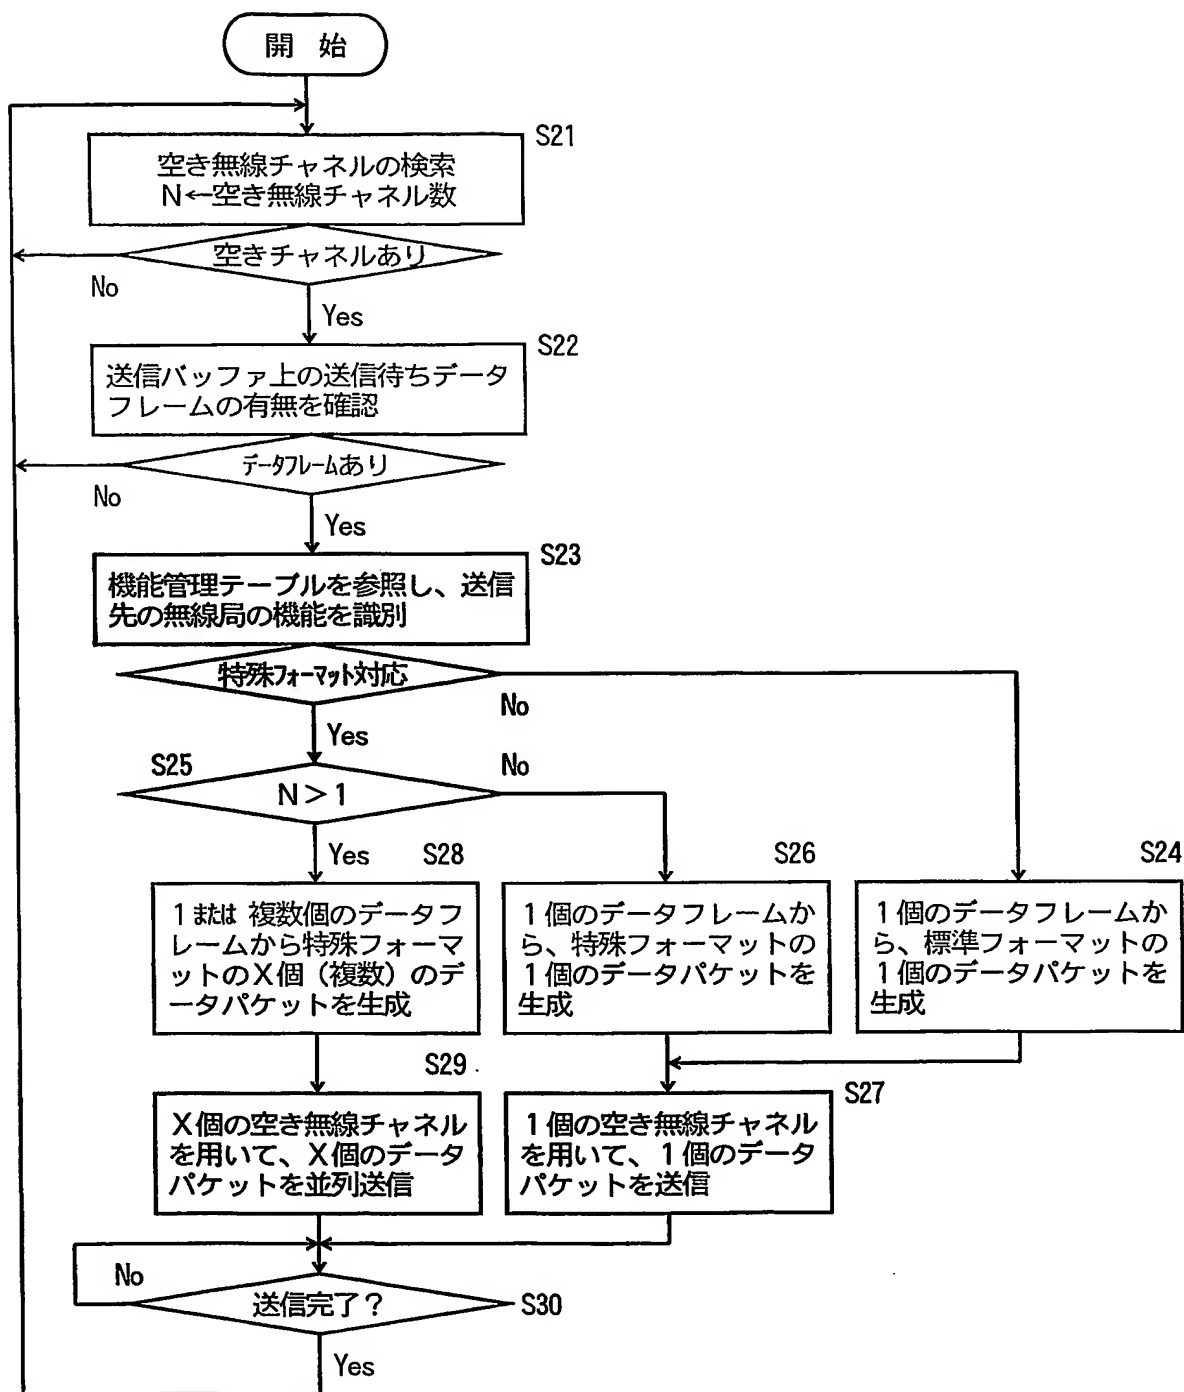 開 始
S21
空き無線チャネルの検索
N←空き無線チャネル数
空きチャネルあり
No
Yes
S22
送信バッファ上の送信待ちデータ
フレームの有無を確認
データフレームあり
No
Yes
S23
機能管理テーブルを参照し、送信
先の無線局の機能を識別
特殊フォーマット対応
No
Yes
S25
No
N>1
Yes
S28
S26
S24
1または 複数個のデータフ
レームから特殊フォーマ
ットのX個(複数)のデ
ータパケットを生成
1個のデータフレームか
ら、特殊フォーマットの
1個のデータパケットを
生成
1個のデータフレームか
ら、標準フォーマットの
1個のデータパケットを
生成
S29
S27
X個の空き無線チャネル
を用いて、X個のデータ
パケットを並列送信
1個の空き無線チャネル
を用いて、1個のデータ
パケットを送信
No
送信完了?
S30
Yes